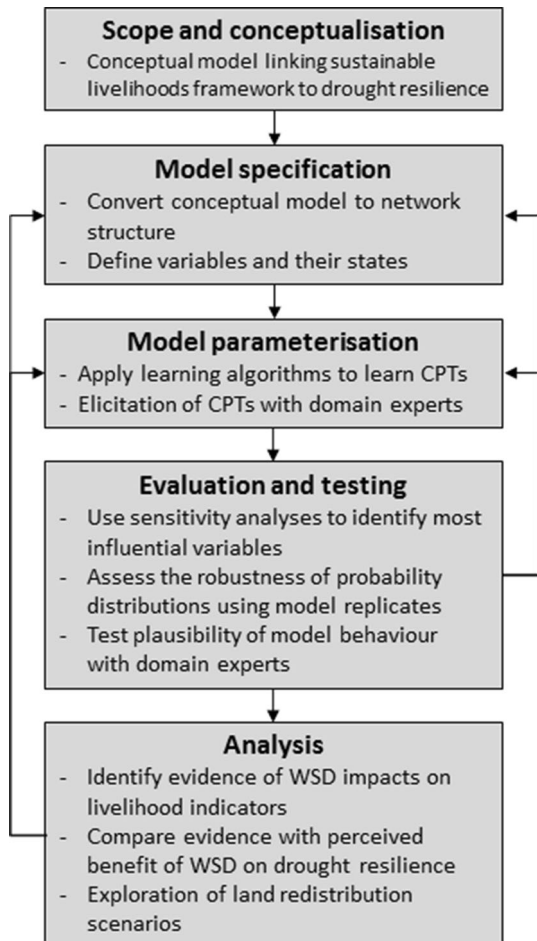 Scope and conceptualisation
- Conceptual model linking sustainable
livelihoods framework to drought resilience
Model specification
- Convert conceptual model to network
structure
- Define variables and their states
Model parameterisation
- Apply learning algorithms to learn CPTs
- Elicitation of CPTs with domain experts
Evaluation and testing
- Use sensitivity analyses to identify most
influential variables
- Assess the robustness of probability
distributions using model replicates
- Test plausibility of model behaviour
with domain experts
Analysis
- Identify evidence of WSD impacts on
livelihood indicators
- Compare evidence with perceived
benefit of WSD on drought resilience
- Exploration of land redistribution
scenarios